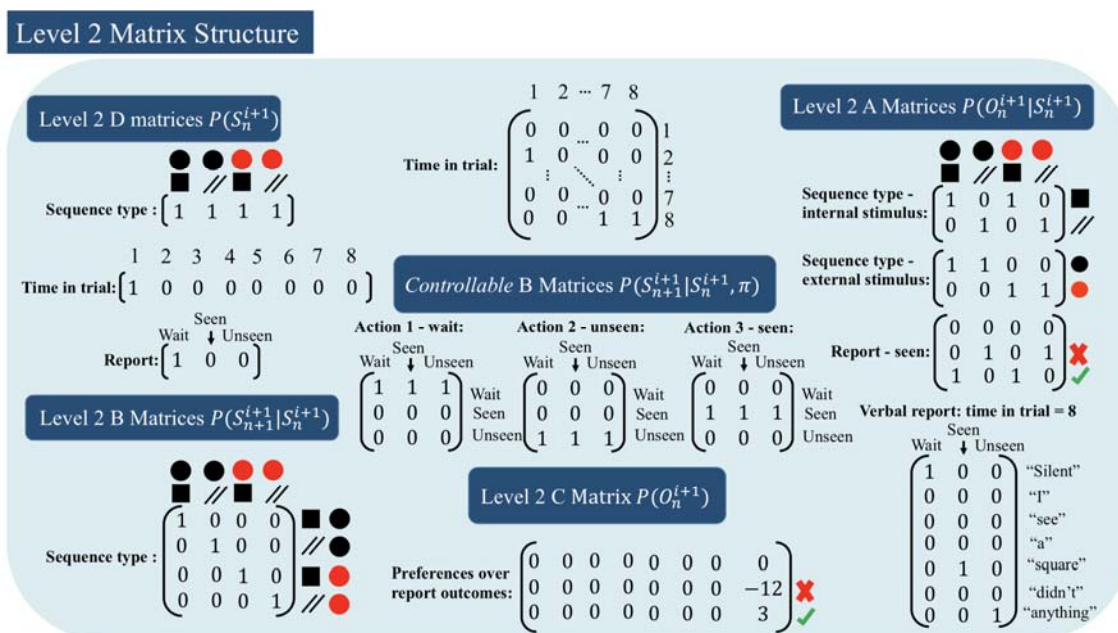 Level 2 Matrix Structure
Level 2 D matrices P(S_n^{i+1})
Sequence type :
1 1 1 1
1 2 3 4 5 6 7 8
Time in trial:
1 0 0 0 0 0 0 0
Seen
Wait Unseen
Report:
1 0 0
Level 2 B Matrices P(S_{n+1}^{i+1}|S_n^{i+1})
1 0 0 0
0 1 0 0
Sequence type :
0 0 1 0
0 0 0 1
1 2 ... 7 8
0 0 ... 0 0 1
Time in trial:
1 0 0 0 2
0 0 ... 0 0 7
0 0 1 1 8
Controllable B Matrices P(S_{n+1}^{i+1}|S_n^{i+1}, π)
Action 1 - wait:
Seen
Wait Unseen
1 1 1 Wait
0 0 0 Seen
0 0 0 Unseen
Action 2 - unseen:
Seen
Wait Unseen
0 0 0 Wait
0 0 0 Seen
1 1 1 Unseen
Action 3 - seen:
Seen
Wait Unseen
0 0 0 Wait
1 1 1 Seen
0 0 0 Unseen
Level 2 C Matrix P(O_n^{i+1})
Preferences over
report outcomes:
0 0 0 0 0 0 0 0
0 0 0 0 0 0 0 −12
0 0 0 0 0 0 0 3
Level 2 A Matrices P(O_n^{i+1}|S_n^{i+1})
Sequence type -
internal stimulus:
1 0 1 0
0 1 0 1
Sequence type -
external stimulus:
1 1 0 0
0 0 1 1
Report - seen:
0 0 0 0
0 1 0 1
1 0 1 0
Verbal report: time in trial = 8
Seen
Wait Unseen
1 0 0 “Silent”
0 0 0 “I”
0 0 0 “see”
0 0 0 “a”
0 1 0 “square”
0 0 0 “didn’t”
0 0 1 “anything”